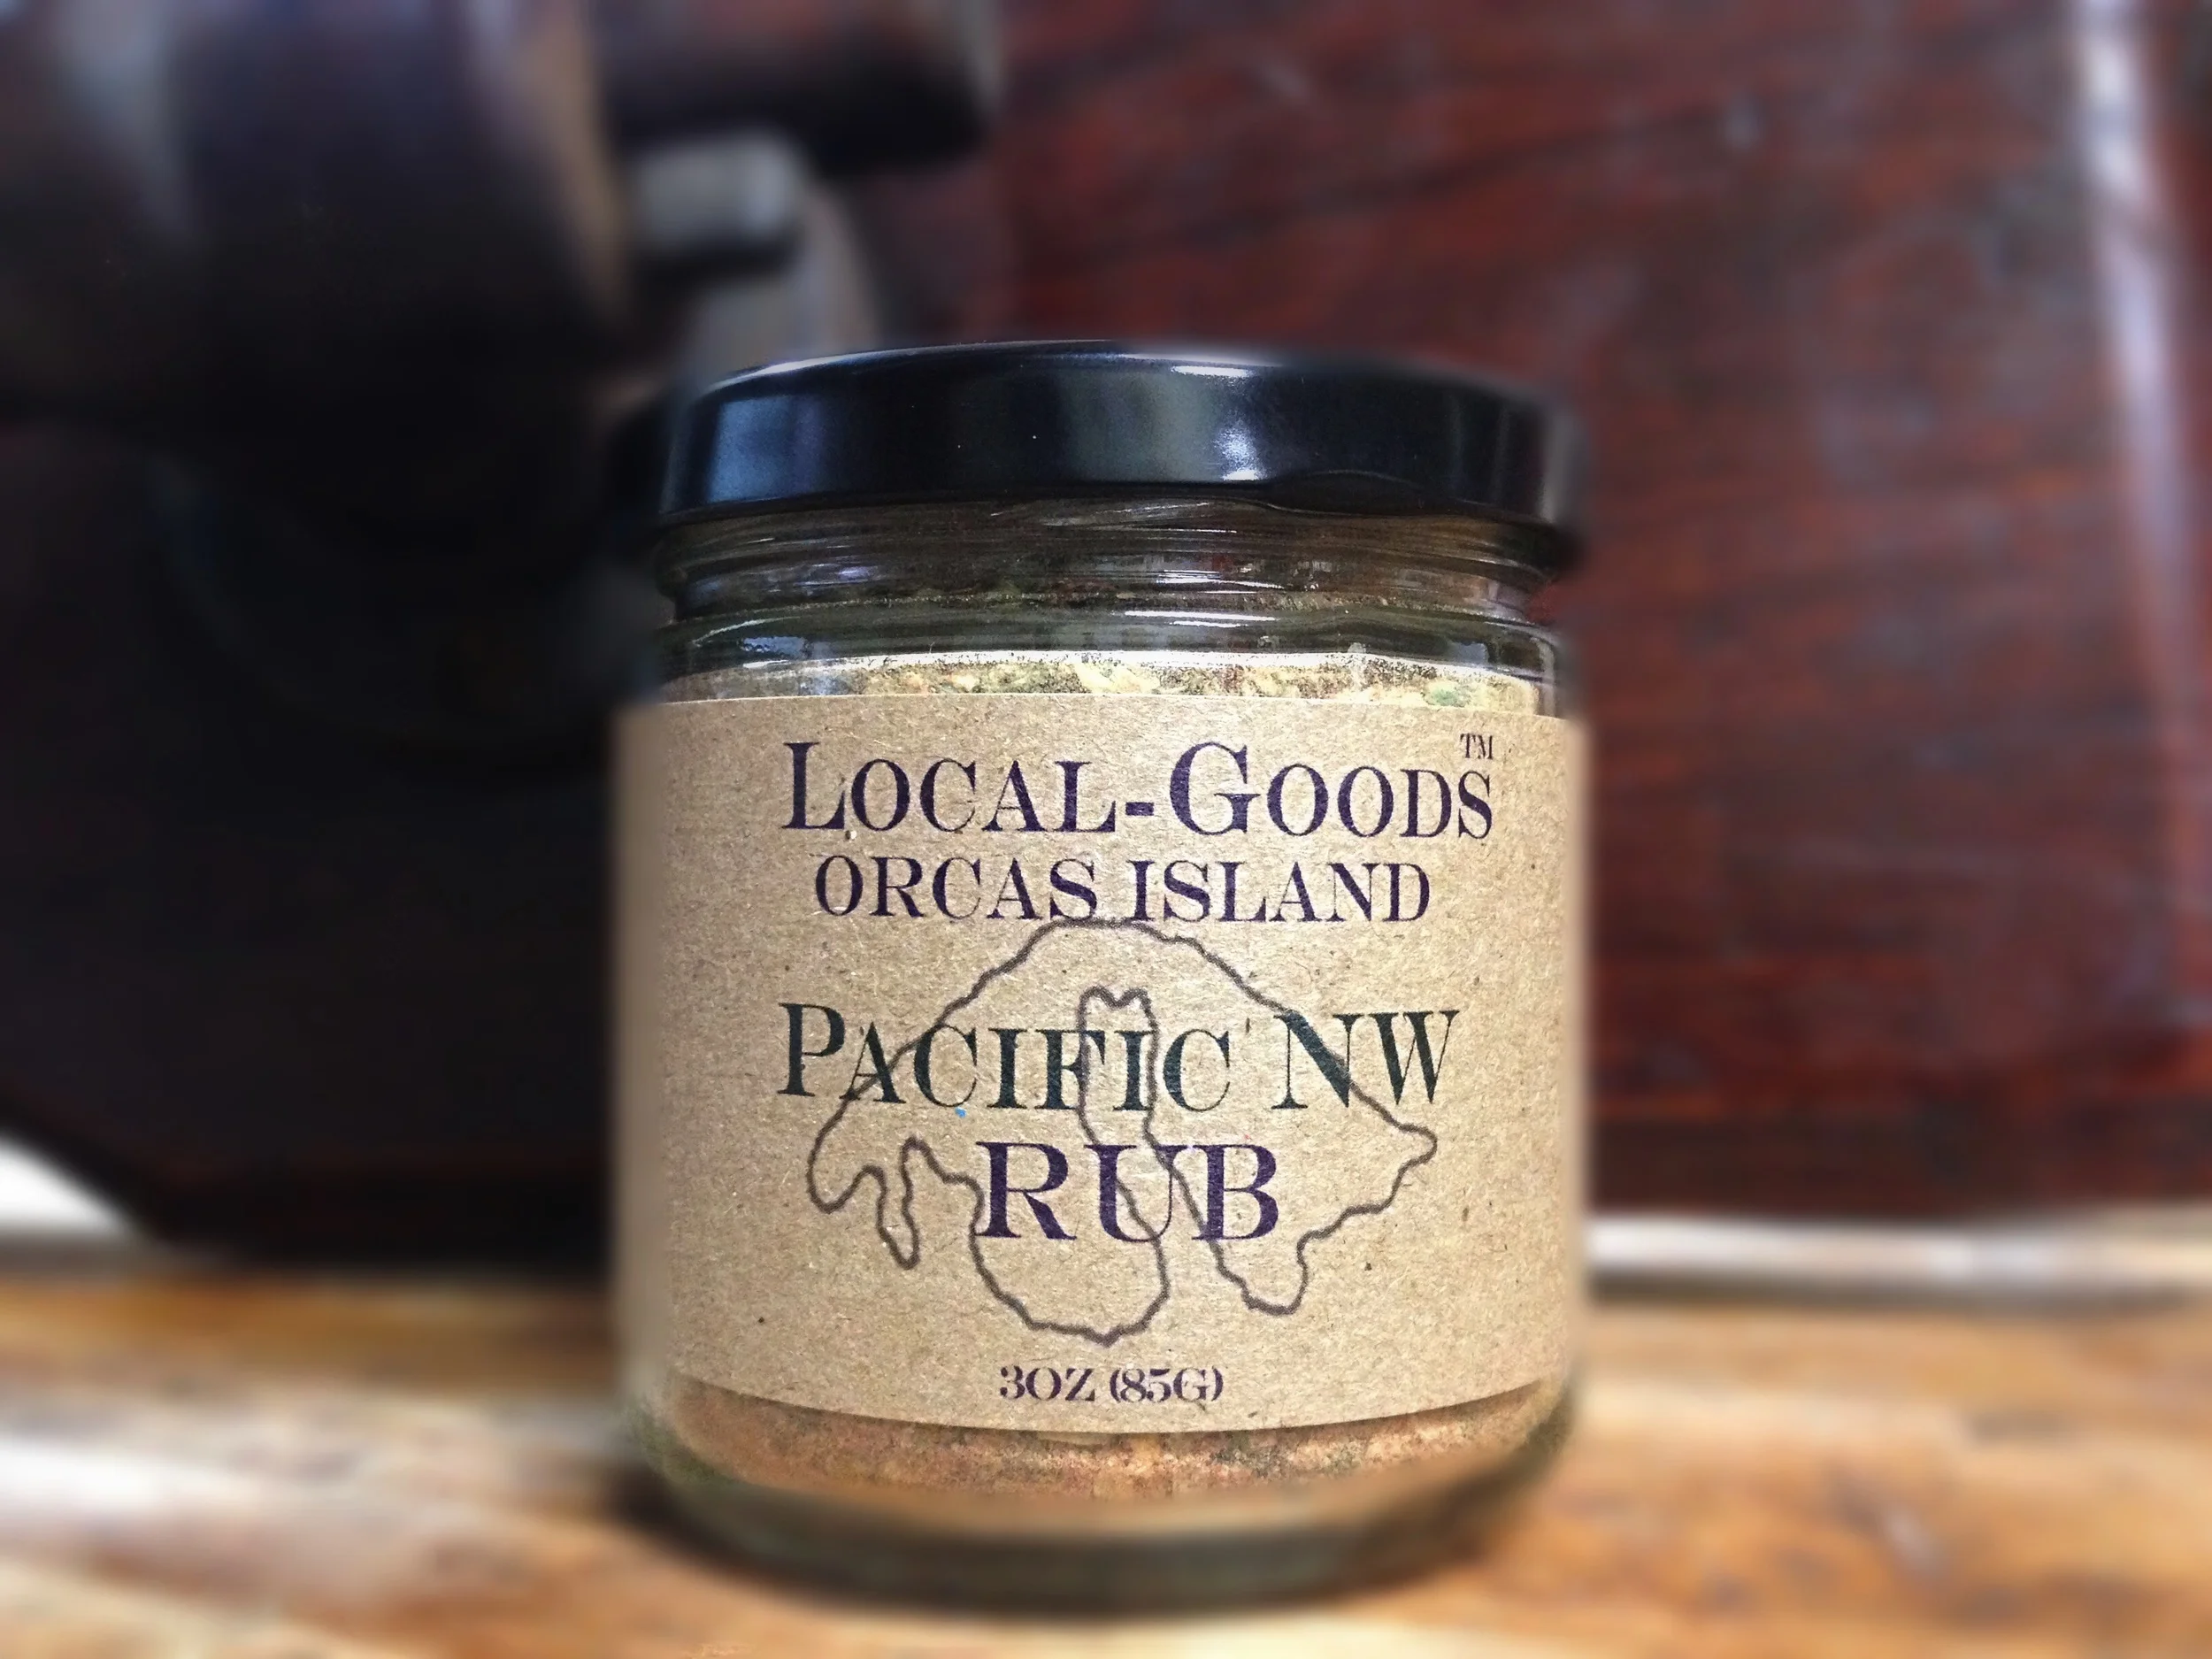 LOCAL-GOODS™
ORCAS ISLAND
PACIFIC NW
RUB
3OZ (85G)